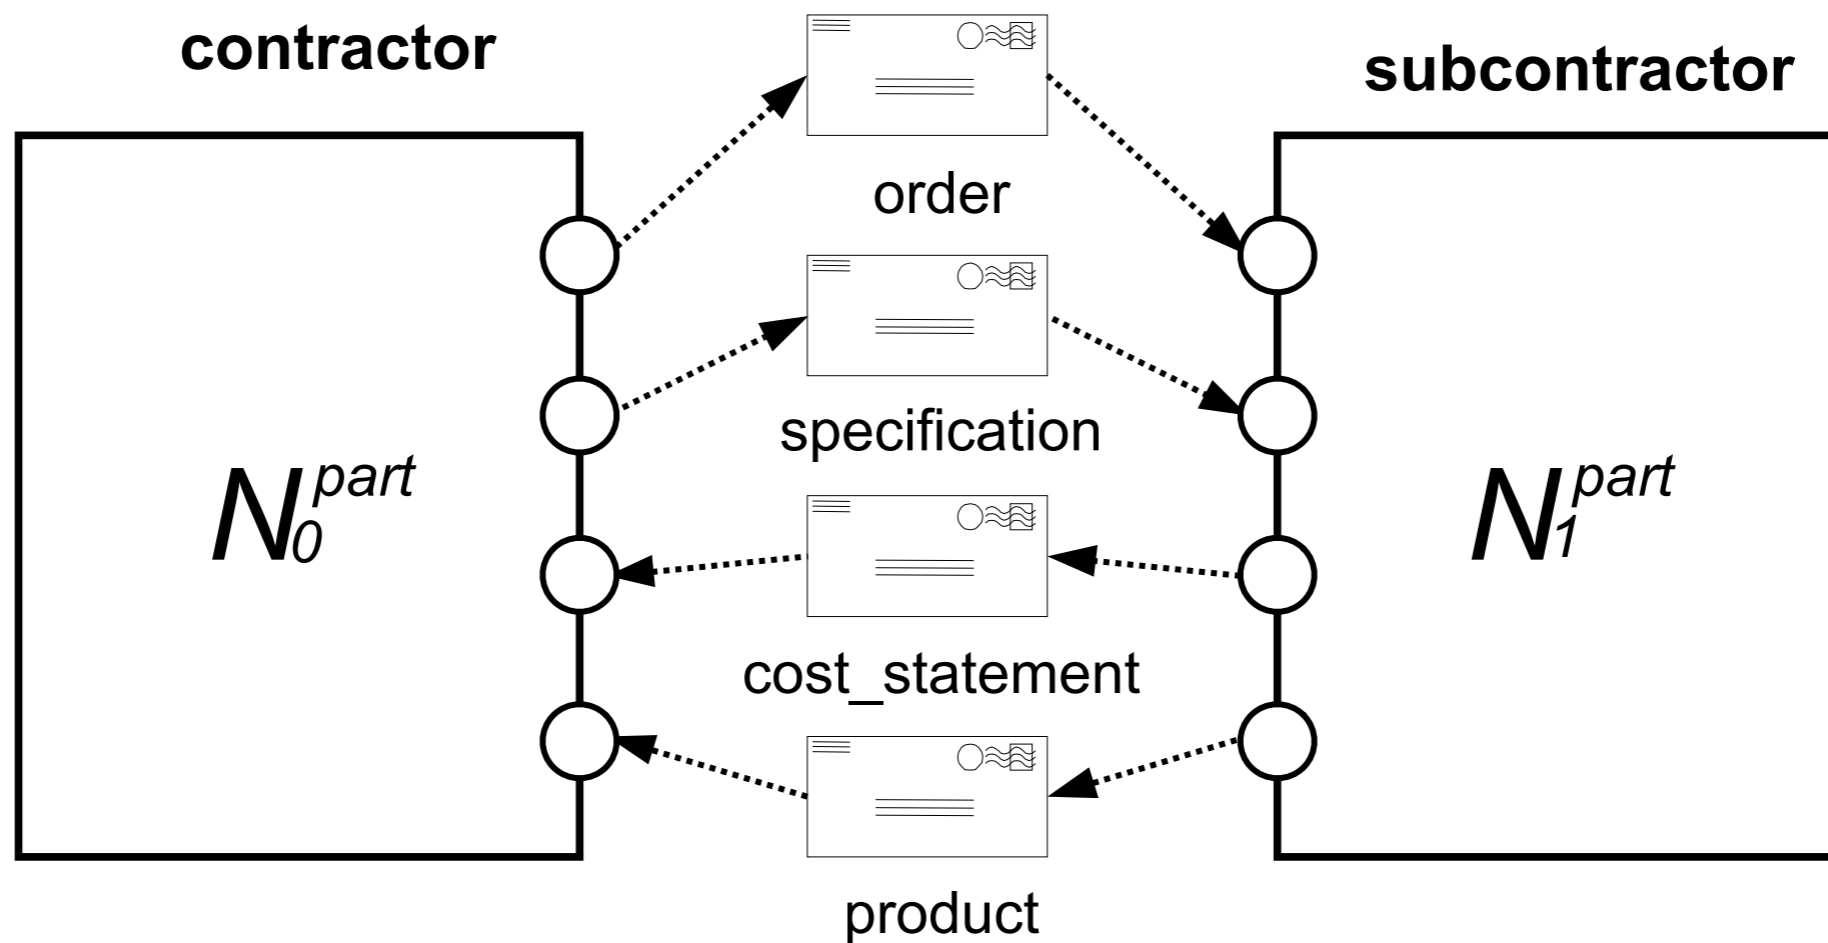 contractor
subcontractor
order
specification
N₀ᵖᵃʳᵗ
N₁ᵖᵃʳᵗ
cost_statement
product